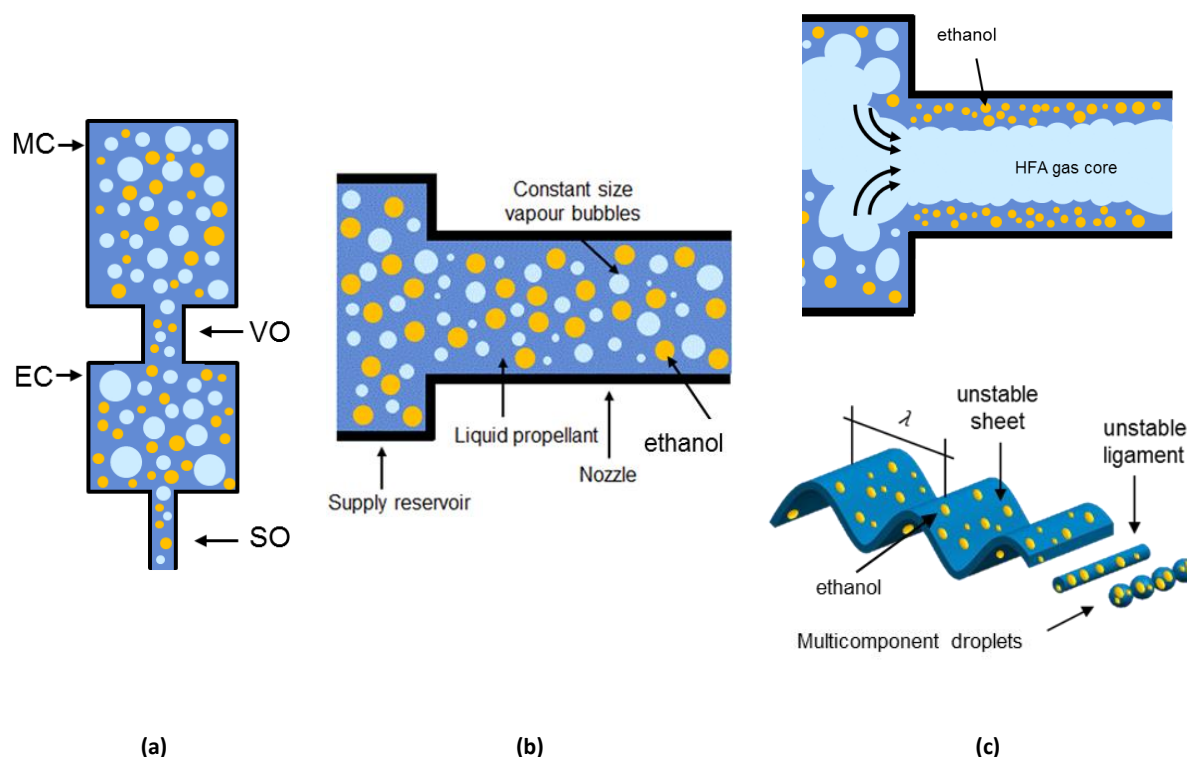 MC
VO
EC
SO
(a)
Constant size
vapour bubbles
Liquid propellant
ethanol
Nozzle
Supply reservoir
(b)
ethanol
HFA gas core
λ
unstable
sheet
unstable
ligament
ethanol
Multicomponent droplets
(c)